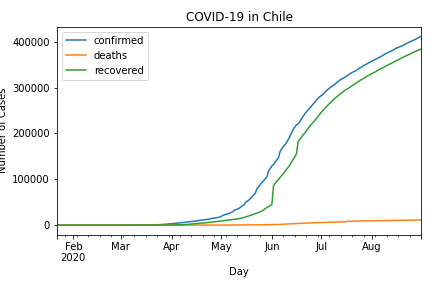 COVID-19 in Chile
confirmed
deaths
recovered
400000
300000
200000
100000
0
Number of Cases
Feb Mar Apr May Jun Jul Aug
2020
Day